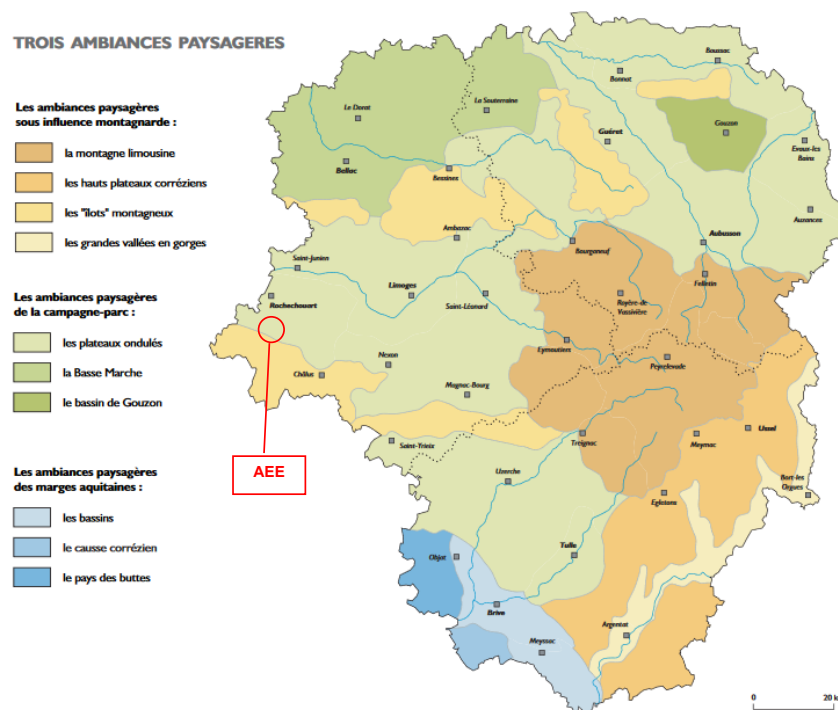 TROIS AMBIANCES PAYSAGERES
Les ambiances paysagères
sous influence montagnarde :
la montagne limousine
les hauts plateaux corréziens
les "ilots" montagneux
les grandes vallées en gorges
Les ambiances paysagères
de la campagne-parc :
les plateaux ondulés
la Basse Marche
le bassin de Gouzon
Les ambiances paysagères
des marges aquitaines :
les bassins
le causse corrézien
le pays des buttes
AEE
Boussac
Bonnat
La Souterraine
Le Dorat
Gouzon
Guéret
Evaux-les
Bains
Bellac
Bessines
Auzances
Ambazac
Aubusson
Bourganeuf
Saint-Junien
Felletin
Rochechouart
Limoges
Saint-Léonard
Royère-de
Vassivière
Eymoutiers
Peyrelevade
Nexon
Châlus
Magnac-Bourg
Saint-Yrieix
Treignac
Meymac
Ussel
Uzerche
Bort-les
Orgues
Egletons
Objat
Tulle
Brive
Argentat
Meyssac
0 20 k